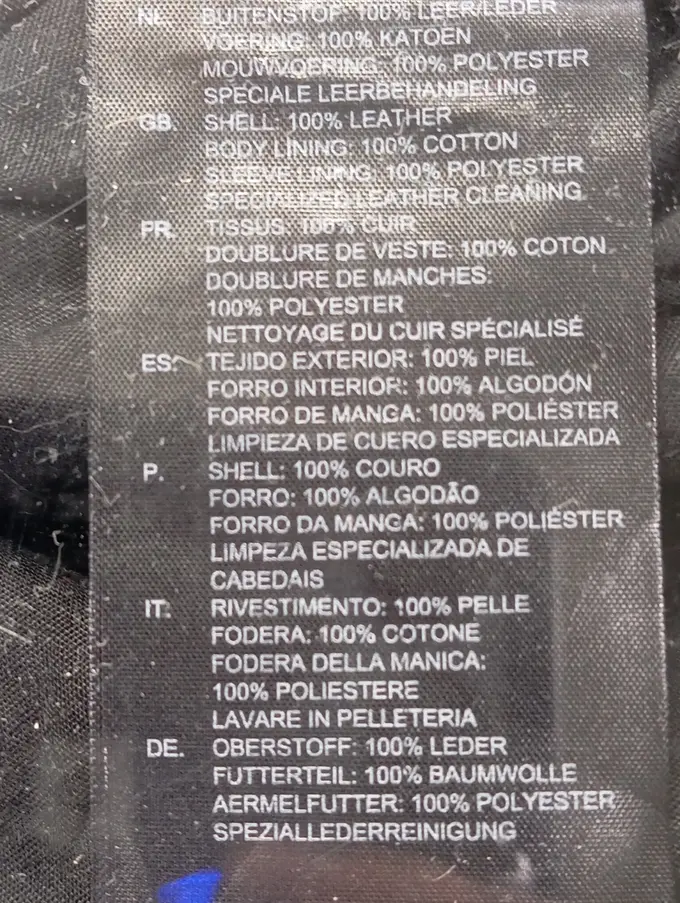 NL. BUITENSTOF: 100% LEER/LEDER
VOERING: 100% KATOEN
MOUWVOERING: 100% POLYESTER
SPECIALE LEERBEHANDELING
GB. SHELL: 100% LEATHER
BODY LINING: 100% COTTON
SLEEVE LINING: 100% POLYESTER
SPECIALIZED LEATHER CLEANING
PR. TISSUS: 100% CUIR
DOUBLURE DE VESTE: 100% COTON
DOUBLURE DE MANCHES:
100% POLYESTER
NETTOYAGE DU CUIR SPÉCIALISÉ
ES: TEJIDO EXTERIOR: 100% PIEL
FORRO INTERIOR: 100% ALGODÓN
FORRO DE MANGA: 100% POLIÉSTER
LIMPIEZA DE CUERO ESPECIALIZADA
P. SHELL: 100% COURO
FORRO: 100% ALGODÃO
FORRO DA MANGA: 100% POLIÉSTER
LIMPEZA ESPECIALIZADA DE
CABEDAIS
IT: RIVESTIMENTO: 100% PELLE
FODERA: 100% COTONE
FODERA DELLA MANICA:
100% POLIESTERE
LAVARE IN PELLETERIA
DE. OBERSTOFF: 100% LEDER
FUTTERTEIL: 100% BAUMWOLLE
AERMELFUTTER: 100% POLYESTER
SPEZIALLEDERREINIGUNG